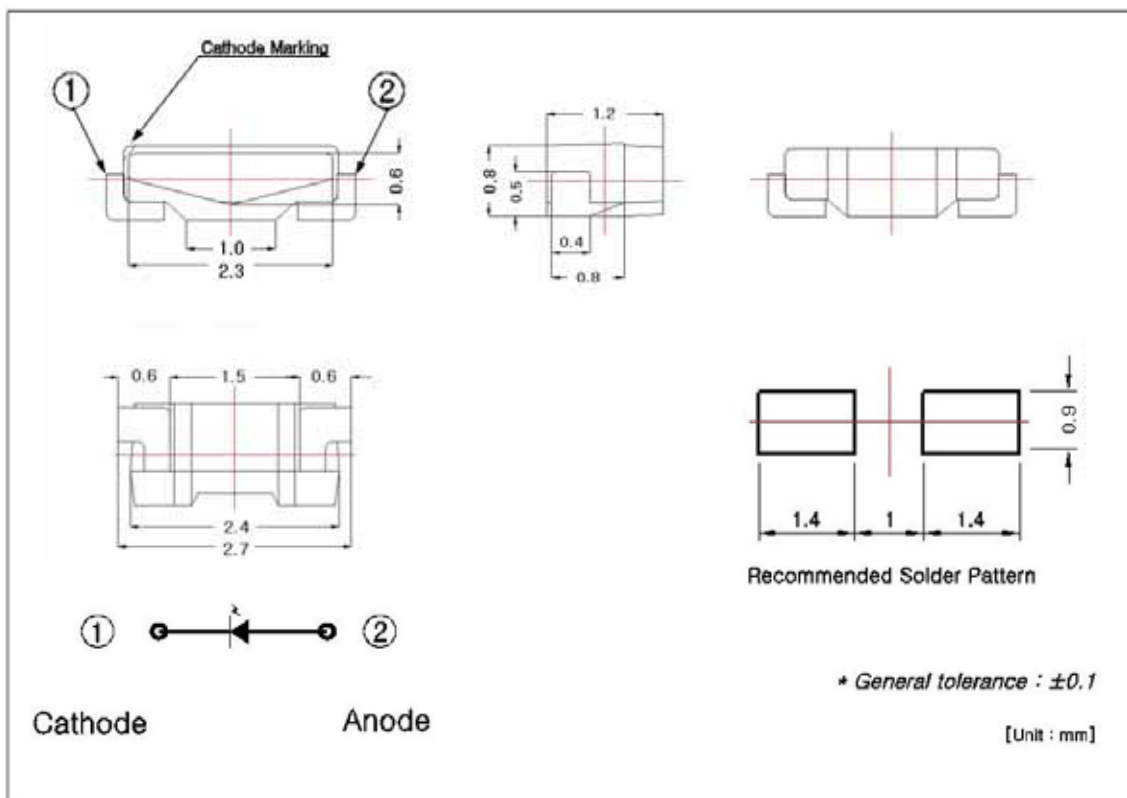 Cathode Marking
① ②
1.2
0.6
0.8
0.5
1.0
0.4
2.3
0.8
0.6 1.5 0.6
0.9
2.4
1.4 1 1.4
2.7
Recommended Solder Pattern
① ②
* General tolerance : ±0.1
Cathode Anode
[Unit : mm]